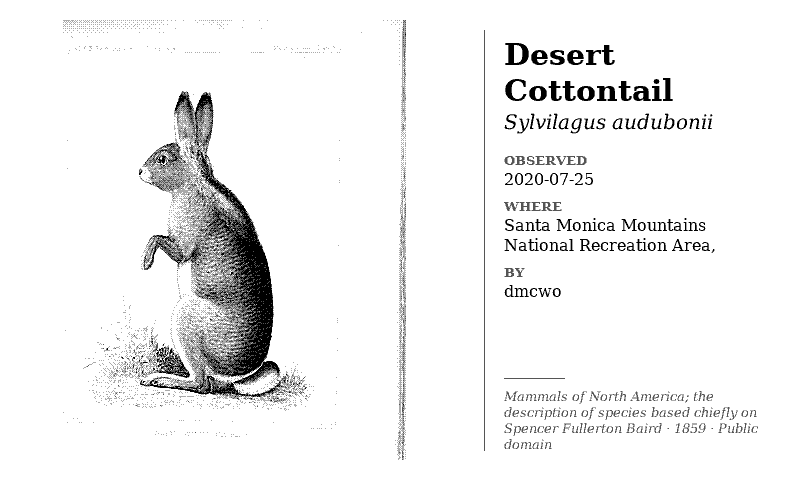 Desert
Cottontail
Sylvilagus audubonii
OBSERVED
2020-07-25
WHERE
Santa Monica Mountains
National Recreation Area,
BY
dmcwo
Mammals of North America; the
description of species based chiefly on
Spencer Fullerton Baird · 1859 · Public
domain